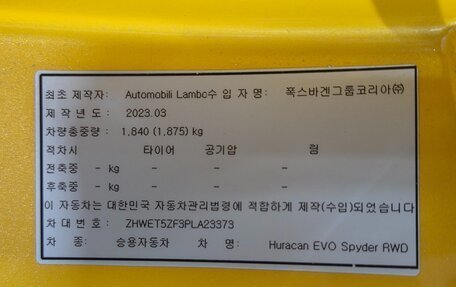 최초 제작자: Automobili Lambo수 입 자 명: 폭스바겐그룹코리아㈜
제 작 년 도 : 2023.03
차량총중량 : 1,840 (1,875) kg
적차시 타이어 공기압 림
전축중 - kg - - -
후축중 - kg - - -
이 자동차는 대한민국 자동차관리법령에 적합하게 제작(수입)되었습니다
차 대 번 호 : ZHWET5ZF3PLA23373
차 종: 승용자동차 차 명: Huracan EVO Spyder RWD